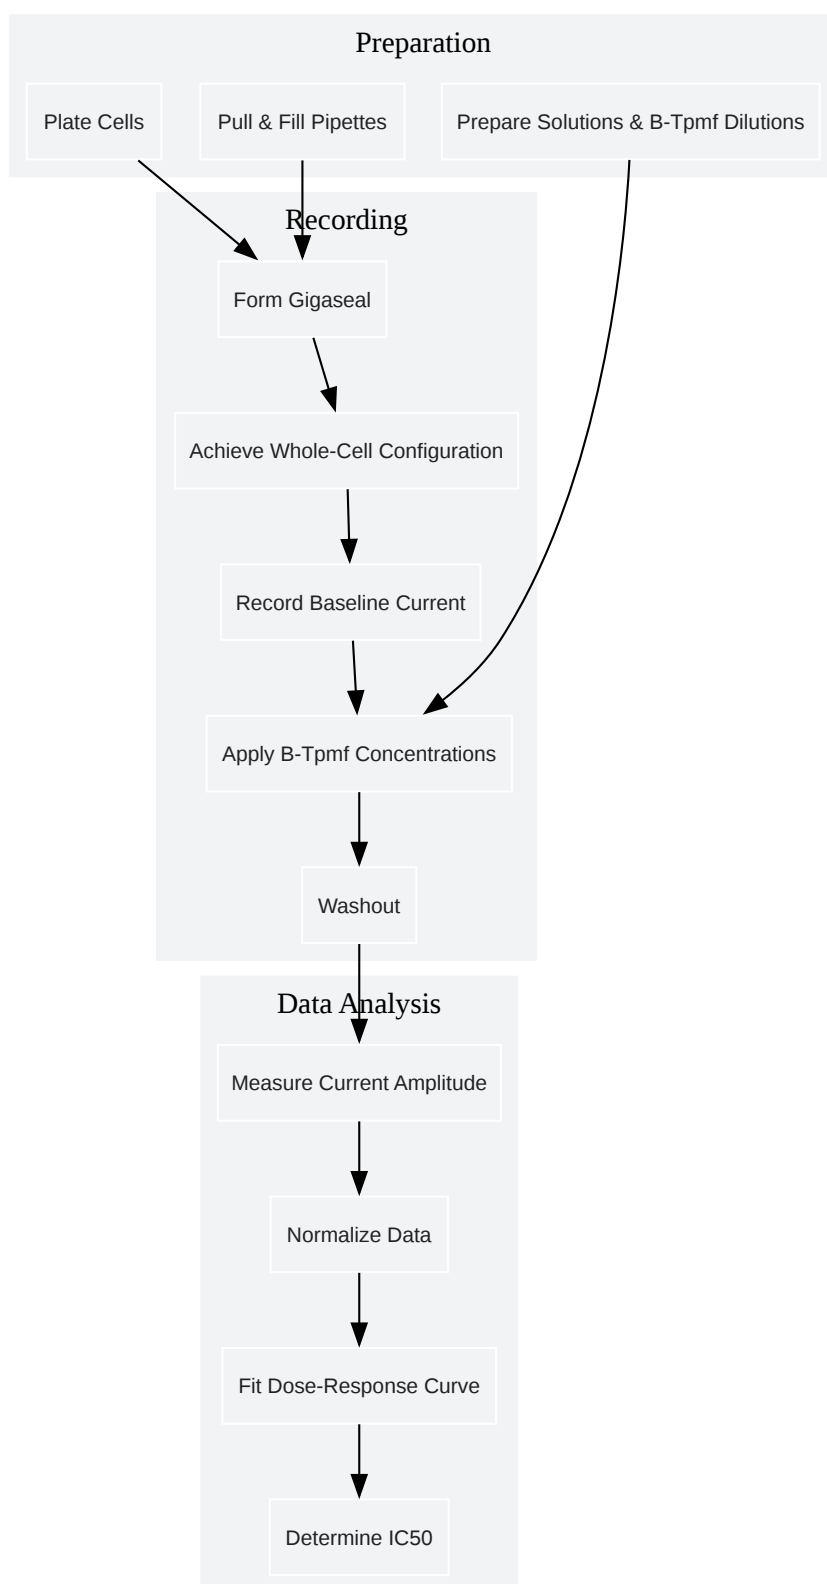 Preparation
Plate Cells
Pull & Fill Pipettes
Prepare Solutions & B-Tpmf Dilutions
Recording
Form Gigaseal
Achieve Whole-Cell Configuration
Record Baseline Current
Apply B-Tpmf Concentrations
Washout
Data Analysis
Measure Current Amplitude
Normalize Data
Fit Dose-Response Curve
Determine IC50